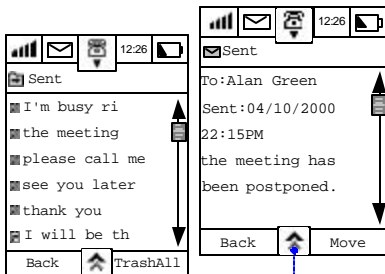 12:26
Sent
I'm busy ri
the meeting
please call me
see you later
thank you
I will be th
Back TrashAll
12:26
Sent
To:Alan Green
Sent:04/10/2000
22:15PM
the meeting has
been postponed.
Back Move